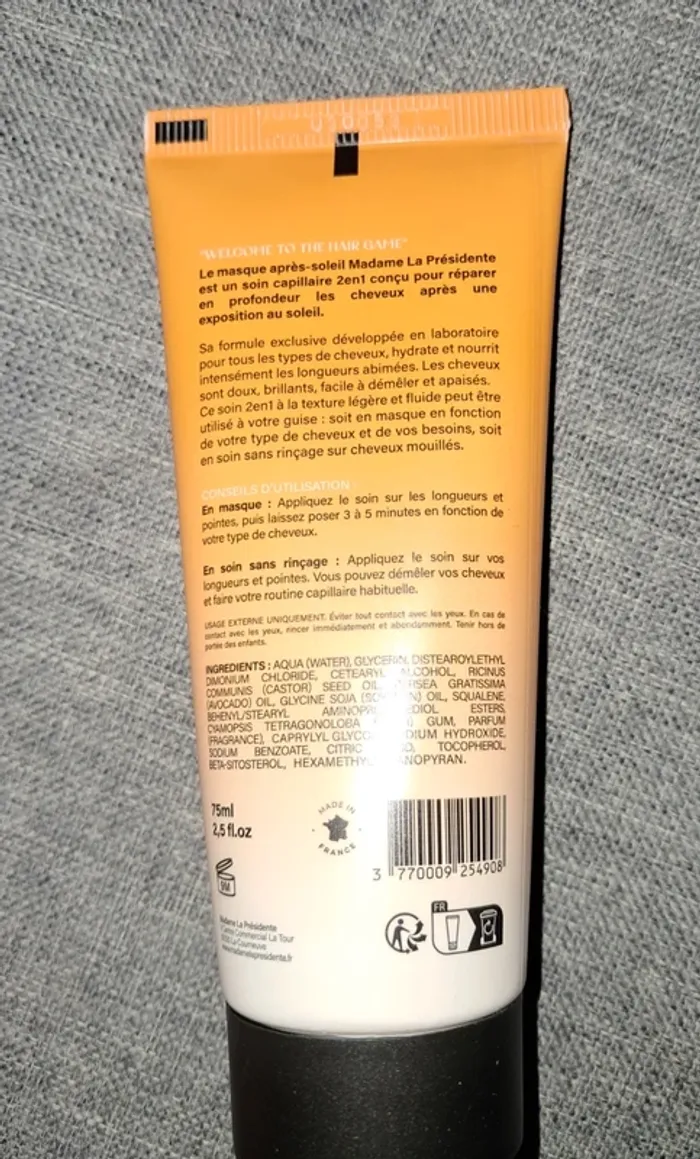 "WELCOME TO THE HAIR GAME"
Le masque après-soleil Madame La Présidente
est un soin capillaire 2en1 conçu pour réparer
en profondeur les cheveux après une
exposition au soleil.
Sa formule exclusive développée en laboratoire
pour tous les types de cheveux, hydrate et nourrit
intensément les longueurs abimées. Les cheveux
sont doux, brillants, facile à démêler et apaisés.
Ce soin 2en1 à la texture légère et fluide peut être
utilisé à votre guise : soit en masque en fonction
de votre type de cheveux et de vos besoins, soit
en soin sans rinçage sur cheveux mouillés.
CONSEILS D'UTILISATION
En masque : Appliquez le soin sur les longueurs et
pointes, puis laissez poser 3 à 5 minutes en fonction de
votre type de cheveux.
En soin sans rinçage : Appliquez le soin sur vos
longueurs et pointes. Vous pouvez démêler vos cheveux
et faire votre routine capillaire habituelle.
USAGE EXTERNE UNIQUEMENT. Éviter tout contact avec les yeux. En cas de
contact avec les yeux, rincer immédiatement et abondamment. Tenir hors de
portée des enfants.
INGREDIENTS : AQUA (WATER), GLYCERIN, DISTEAROYLETHYL
DIMONIUM CHLORIDE, CETEARYL ALCOHOL, RICINUS
COMMUNIS (CASTOR) SEED OIL, GRATISSIMA
(AVOCADO) OIL, GLYCINE SOJA OIL, SQUALENE,
BEHENYL/STEARYL ESTERS,
CYAMOPSIS TETRAGONOLOBA GUM, PARFUM
(FRAGRANCE), CAPRYLYL HYDROXIDE,
SODIUM BENZOATE, CITRIC TOCOPHEROL,
BETA-SITOSTEROL,
75ml
2,5 fl.oz
MADE IN
FRANCE
3 770009 254908
9M
FR
Madame La Présidente
Centre Commercial La Tour
La Courneuve
www.madamelapresidente.fr